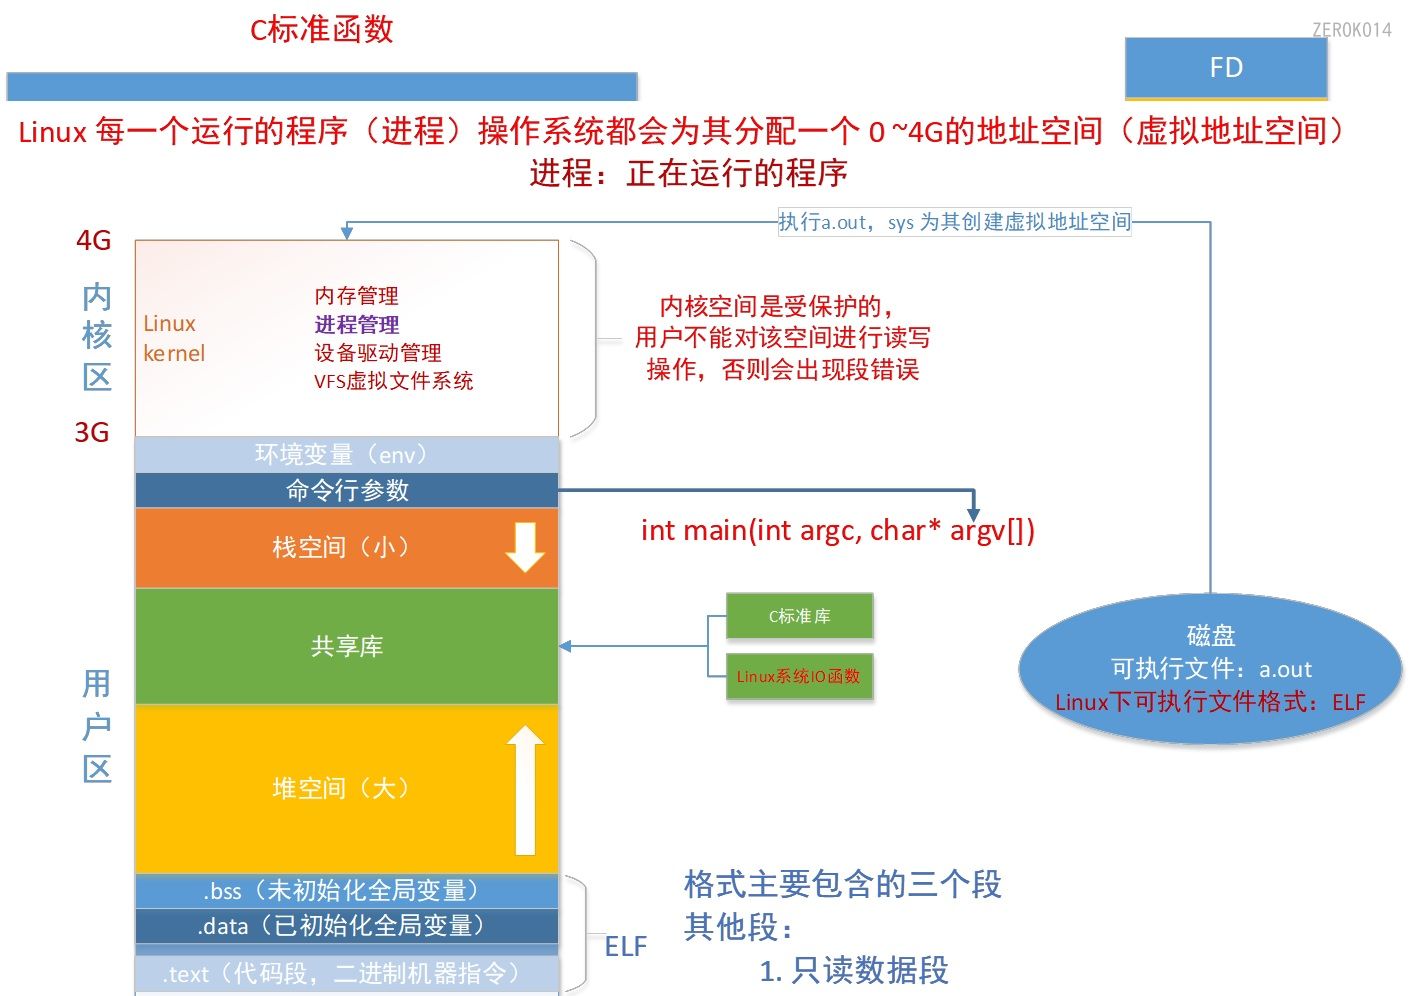 C标准函数
ZEROK014
FD
Linux 每一个运行的程序（进程）操作系统都会为其分配一个 0 ~4G的地址空间（虚拟地址空间）
进程：正在运行的程序
执行a.out，sys 为其创建虚拟地址空间
4G
内核区
Linux
kernel
内存管理
进程管理
设备驱动管理
VFS虚拟文件系统
内核空间是受保护的，
用户不能对该空间进行读写
操作，否则会出现段错误
3G
环境变量（env）
命令行参数
int main(int argc, char* argv[])
栈空间（小）
共享库
C标准库
Linux系统IO函数
磁盘
可执行文件：a.out
Linux下可执行文件格式：ELF
用户区
堆空间（大）
.bss（未初始化全局变量）
.data（已初始化全局变量）
.text（代码段，二进制机器指令）
ELF
格式主要包含的三个段
其他段：
1. 只读数据段